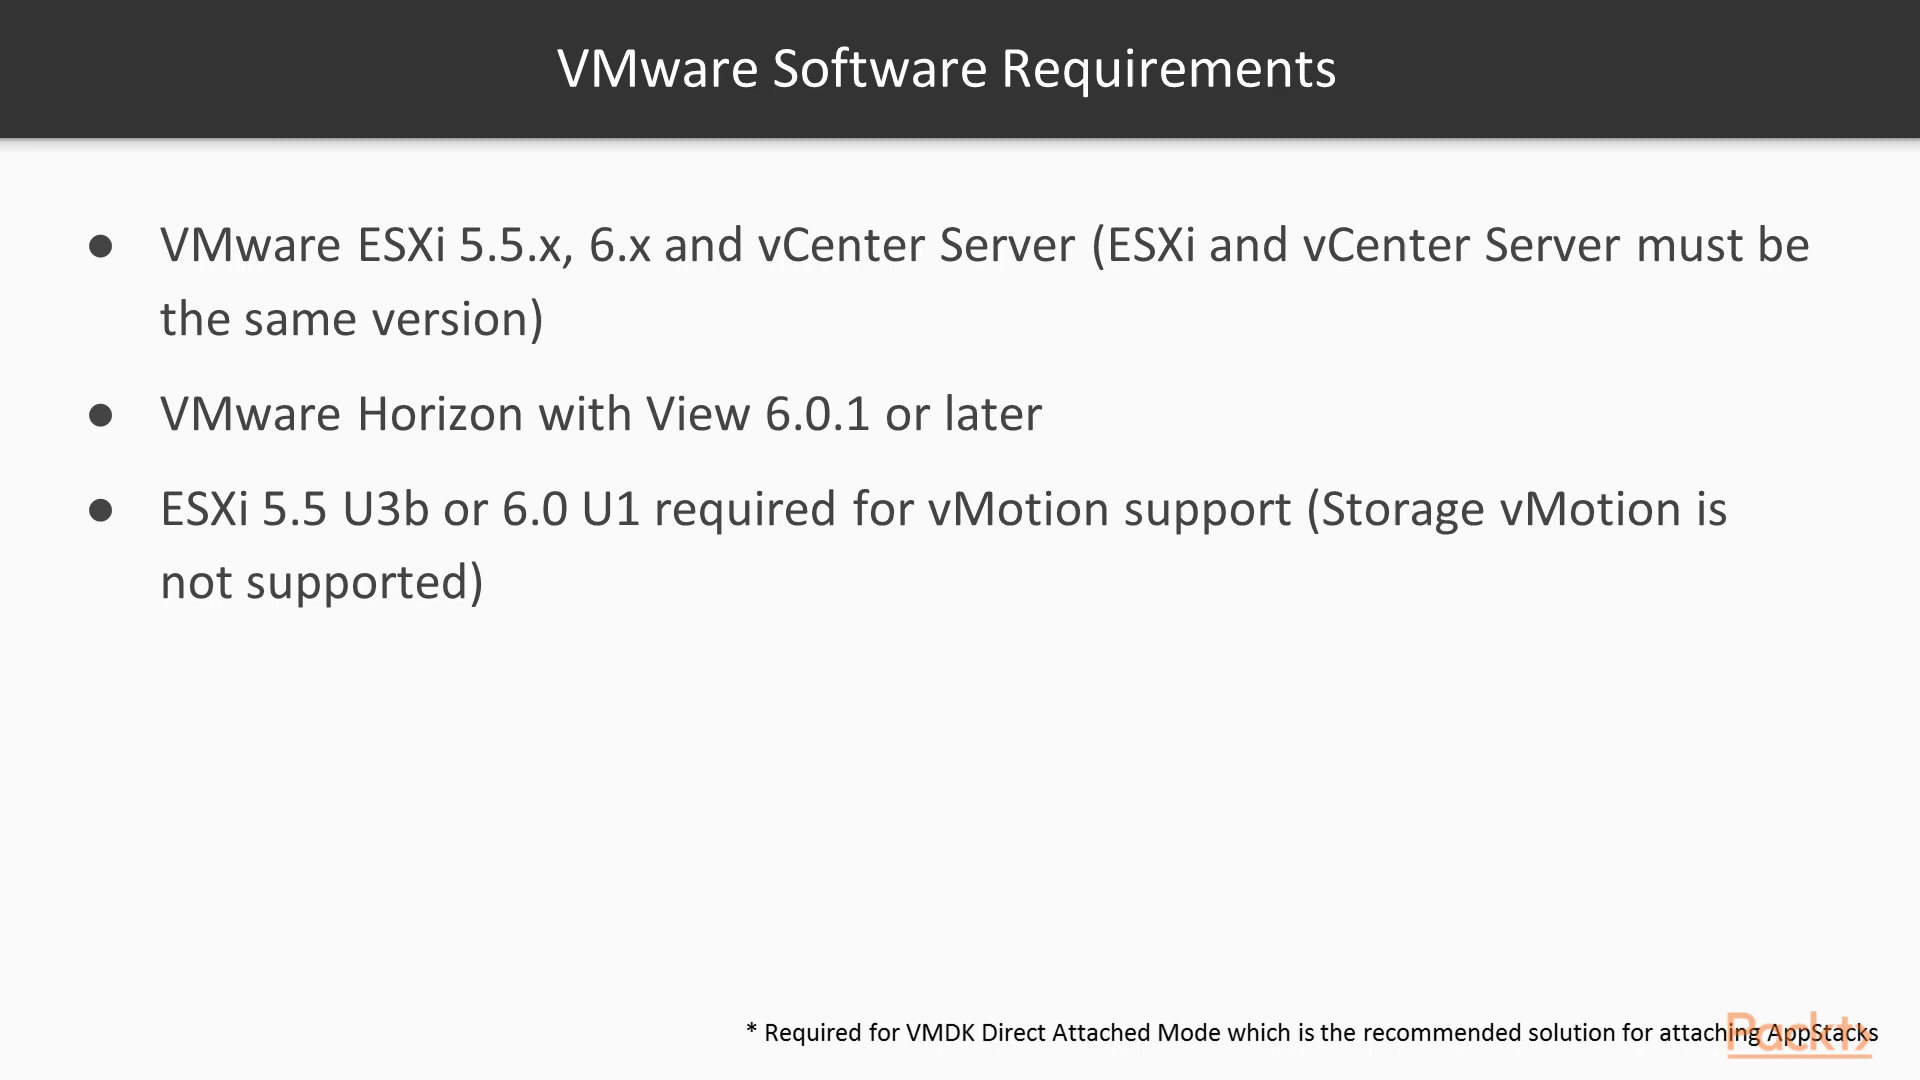 VMware Software Requirements
● VMware ESXi 5.5.x, 6.x and vCenter Server (ESXi and vCenter Server must be
the same version)
● VMware Horizon with View 6.0.1 or later
● ESXi 5.5 U3b or 6.0 U1 required for vMotion support (Storage vMotion is
not supported)
* Required for VMDK Direct Attached Mode which is the recommended solution for attaching AppStacks
Packt>